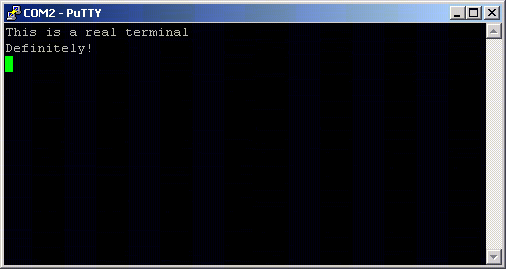 COM2 - PuTTY
This is a real terminal
Definitely!